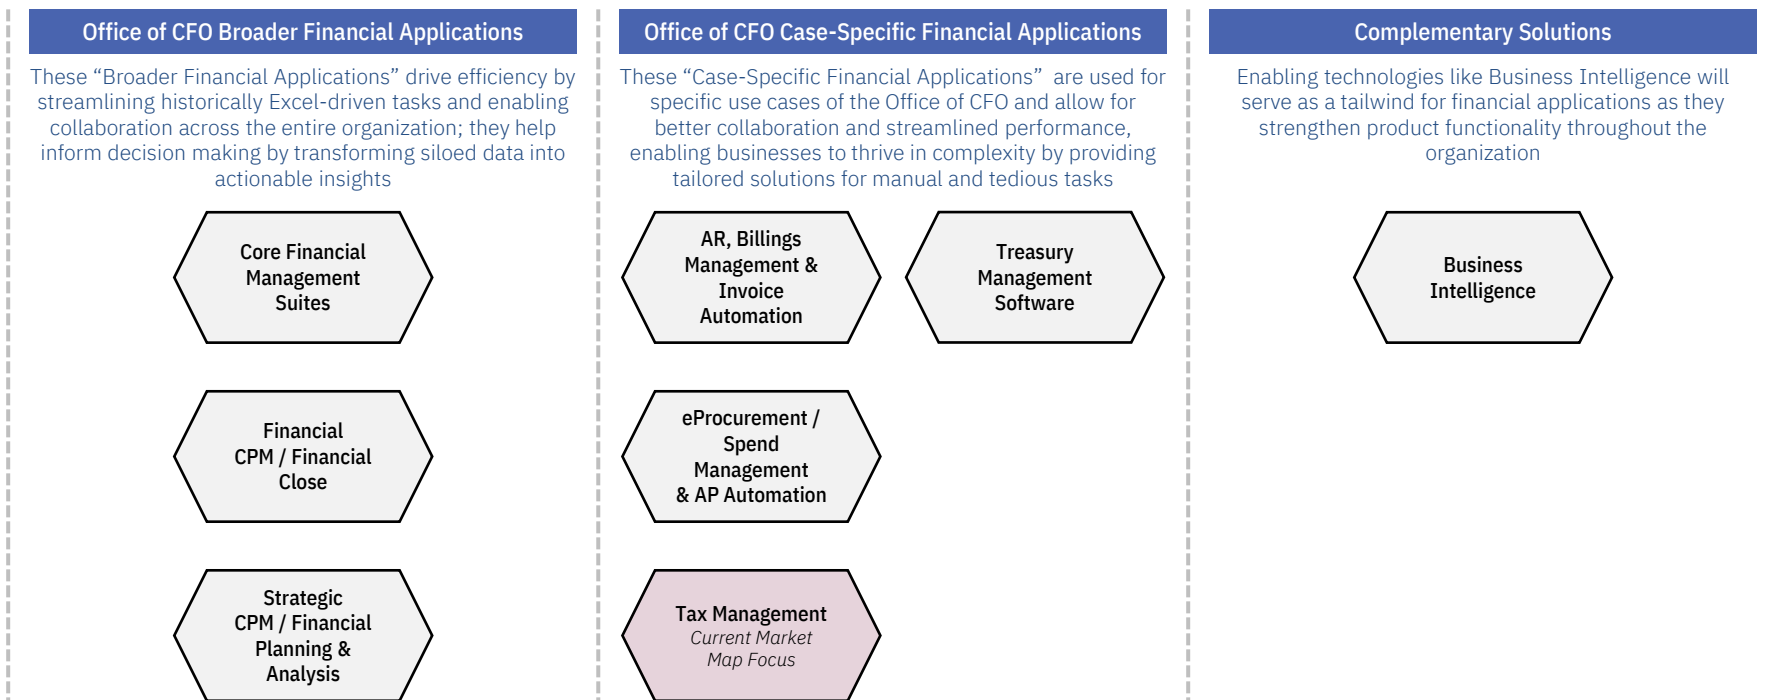 Office of CFO Broader Financial Applications
These “Broader Financial Applications” drive efficiency by
streamlining historically Excel-driven tasks and enabling
collaboration across the entire organization; they help
inform decision making by transforming siloed data into
actionable insights
Core Financial
Management
Suites
Financial
CPM / Financial
Close
Strategic
CPM / Financial
Planning &
Analysis
Office of CFO Case-Specific Financial Applications
These “Case-Specific Financial Applications” are used for
specific use cases of the Office of CFO and allow for
better collaboration and streamlined performance,
enabling businesses to thrive in complexity by providing
tailored solutions for manual and tedious tasks
AR, Billings
Management &
Invoice
Automation
Treasury
Management
Software
eProcurement /
Spend
Management
& AP Automation
Tax Management
Current Market
Map Focus
Complementary Solutions
Enabling technologies like Business Intelligence will
serve as a tailwind for financial applications as they
strengthen product functionality throughout the
organization
Business
Intelligence